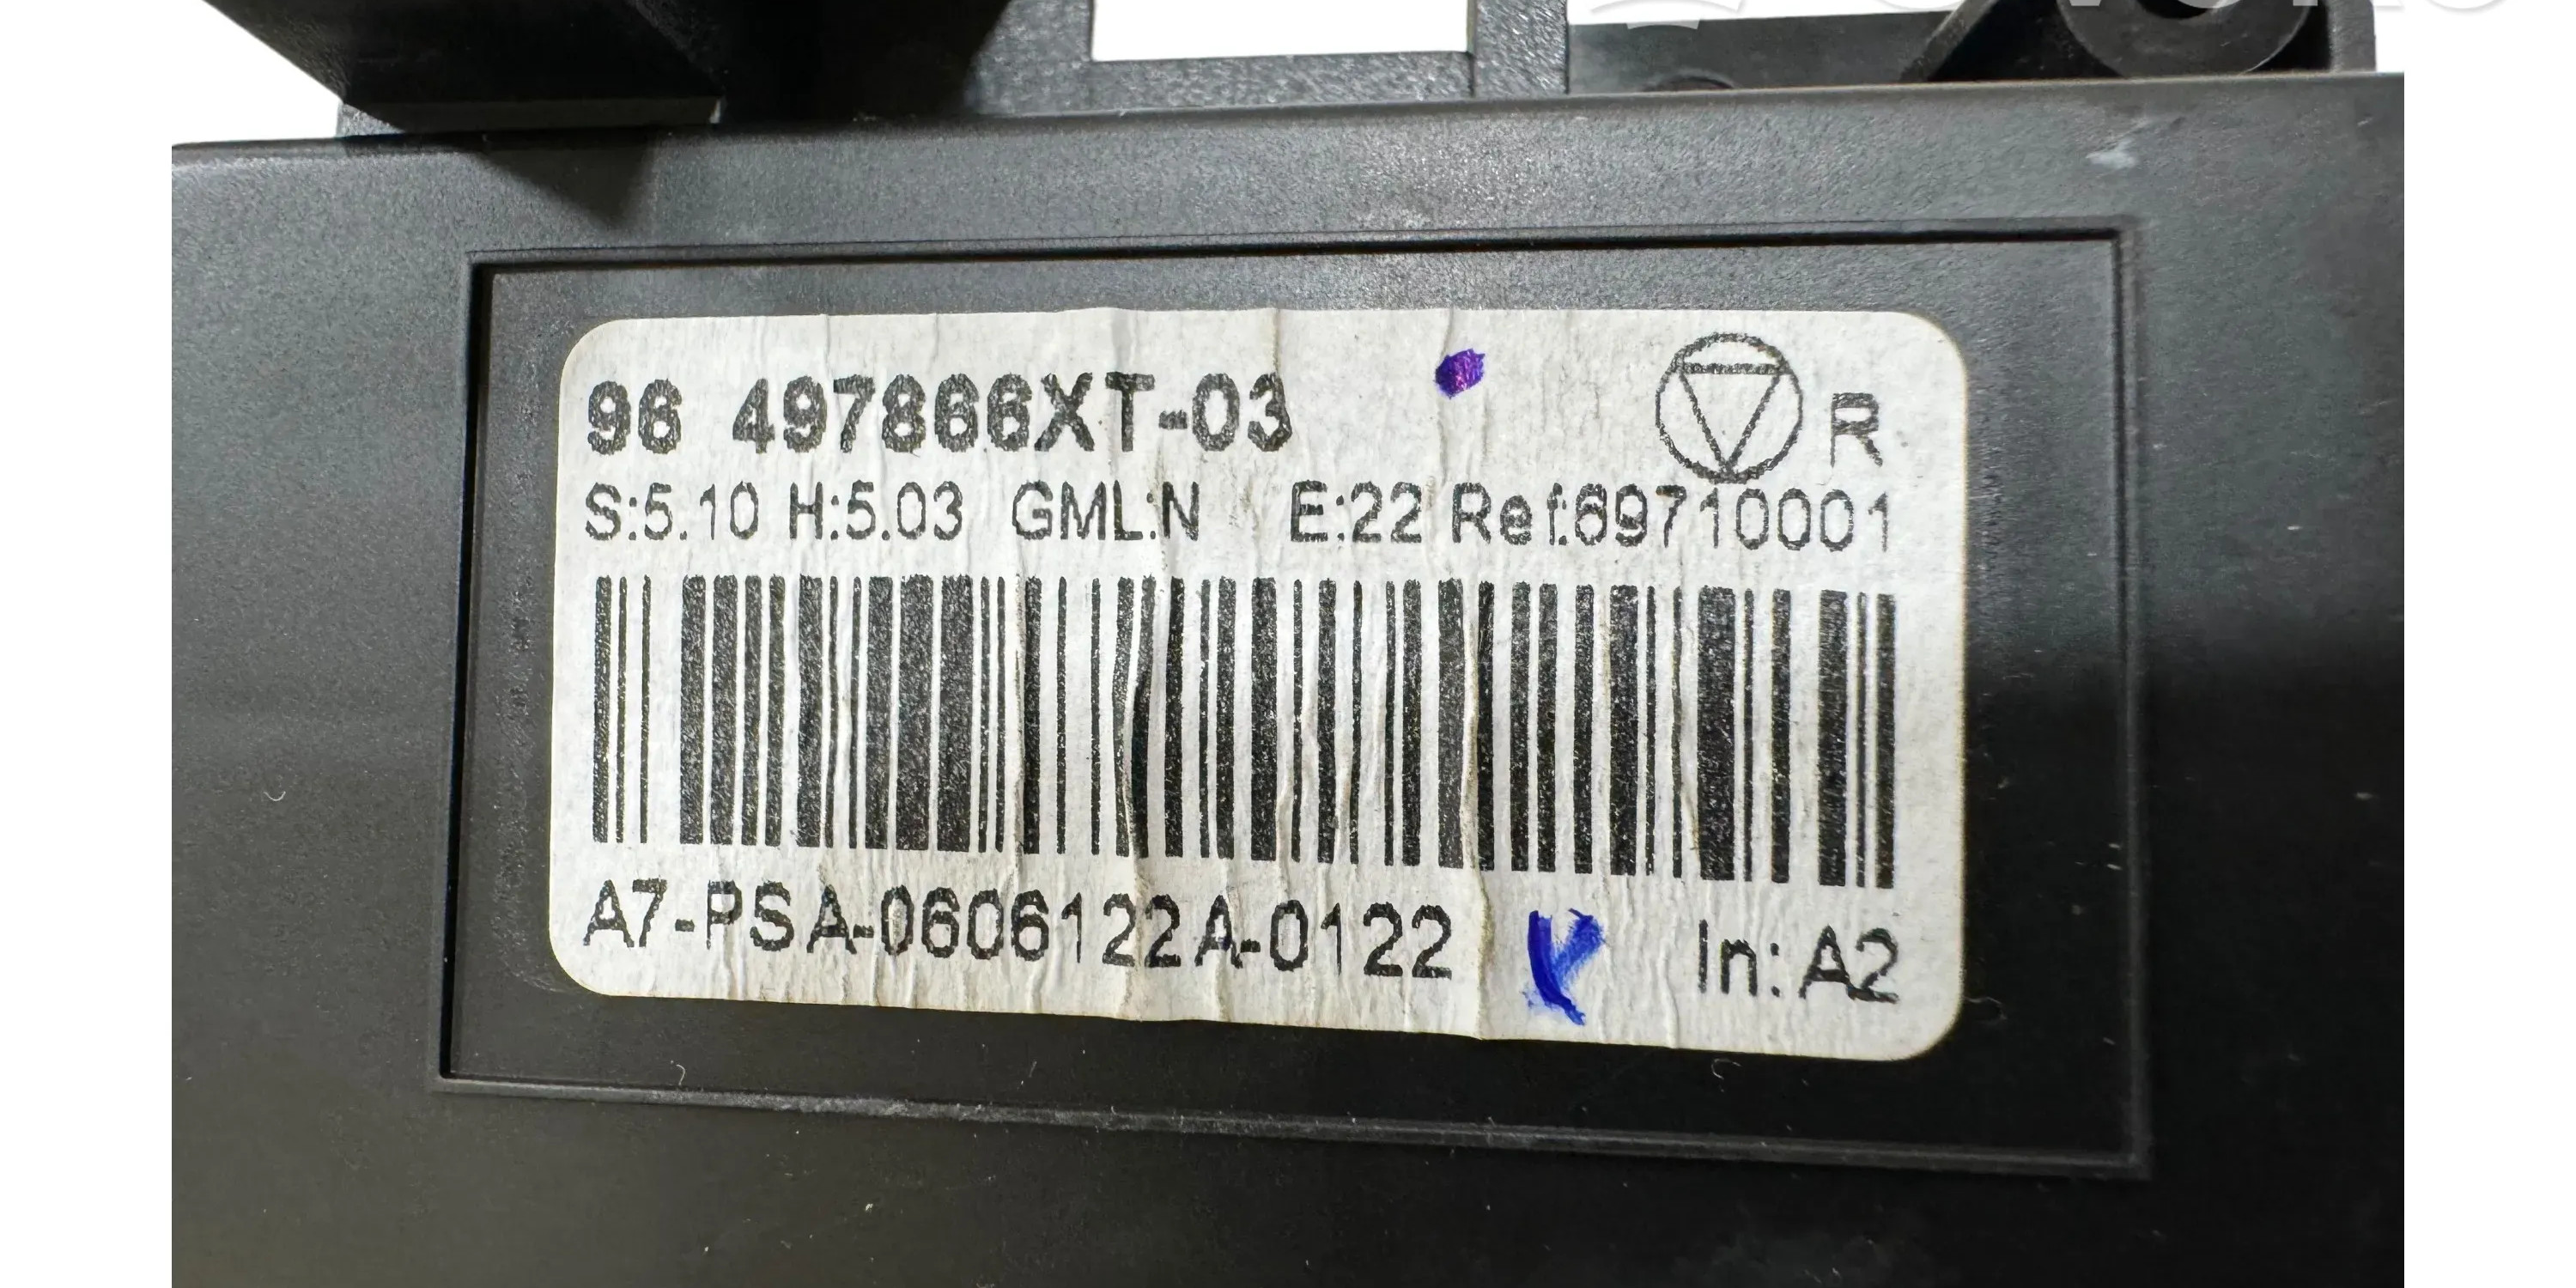 96 497866XT-03
R
S:5.10 H:5.03 GML:N E:22 Ref:69710001
A7-PSA-0606122A-0122
In: A2